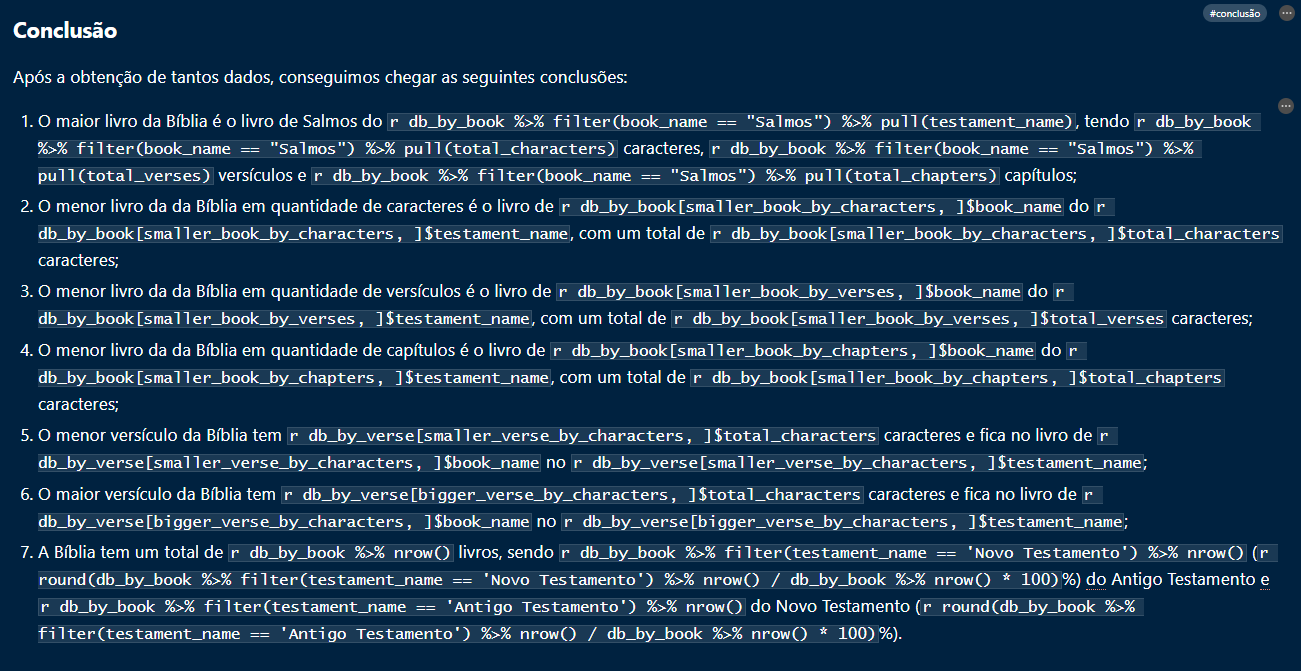 #conclusão
Conclusão
Após a obtenção de tantos dados, conseguimos chegar as seguintes conclusões:
1. O maior livro da Bíblia é o livro de Salmos do r db_by_book %>% filter(book_name == "Salmos") %>% pull(testament_name), tendo r db_by_book
%>% filter(book_name == "Salmos") %>% pull(total_characters) caracteres, r db_by_book %>% filter(book_name == "Salmos") %>%
pull(total_verses) versículos e r db_by_book %>% filter(book_name == "Salmos") %>% pull(total_chapters) capítulos;
2. O menor livro da da Bíblia em quantidade de caracteres é o livro de r db_by_book[smaller_book_by_characters, ]$book_name do r
db_by_book[smaller_book_by_characters, ]$testament_name, com um total de r db_by_book[smaller_book_by_characters, ]$total_characters
caracteres;
3. O menor livro da da Bíblia em quantidade de versículos é o livro de r db_by_book[smaller_book_by_verses, ]$book_name do r
db_by_book[smaller_book_by_verses, ]$testament_name, com um total de r db_by_book[smaller_book_by_verses, ]$total_verses caracteres;
4. O menor livro da da Bíblia em quantidade de capítulos é o livro de r db_by_book[smaller_book_by_chapters, ]$book_name do r
db_by_book[smaller_book_by_chapters, ]$testament_name, com um total de r db_by_book[smaller_book_by_chapters, ]$total_chapters
caracteres;
5. O menor versículo da Bíblia tem r db_by_verse[smaller_verse_by_characters, ]$total_characters caracteres e fica no livro de r
db_by_verse[smaller_verse_by_characters, ]$book_name no r db_by_verse[smaller_verse_by_characters, ]$testament_name;
6. O maior versículo da Bíblia tem r db_by_verse[bigger_verse_by_characters, ]$total_characters caracteres e fica no livro de r
db_by_verse[bigger_verse_by_characters, ]$book_name no r db_by_verse[bigger_verse_by_characters, ]$testament_name;
7. A Bíblia tem um total de r db_by_book %>% nrow() livros, sendo r db_by_book %>% filter(testament_name == 'Novo Testamento') %>% nrow() (r
round(db_by_book %>% filter(testament_name == 'Novo Testamento') %>% nrow() / db_by_book %>% nrow() * 100)%) do Antigo Testamento e
r db_by_book %>% filter(testament_name == 'Antigo Testamento') %>% nrow() do Novo Testamento (r round(db_by_book %>%
filter(testament_name == 'Antigo Testamento') %>% nrow() / db_by_book %>% nrow() * 100)%).